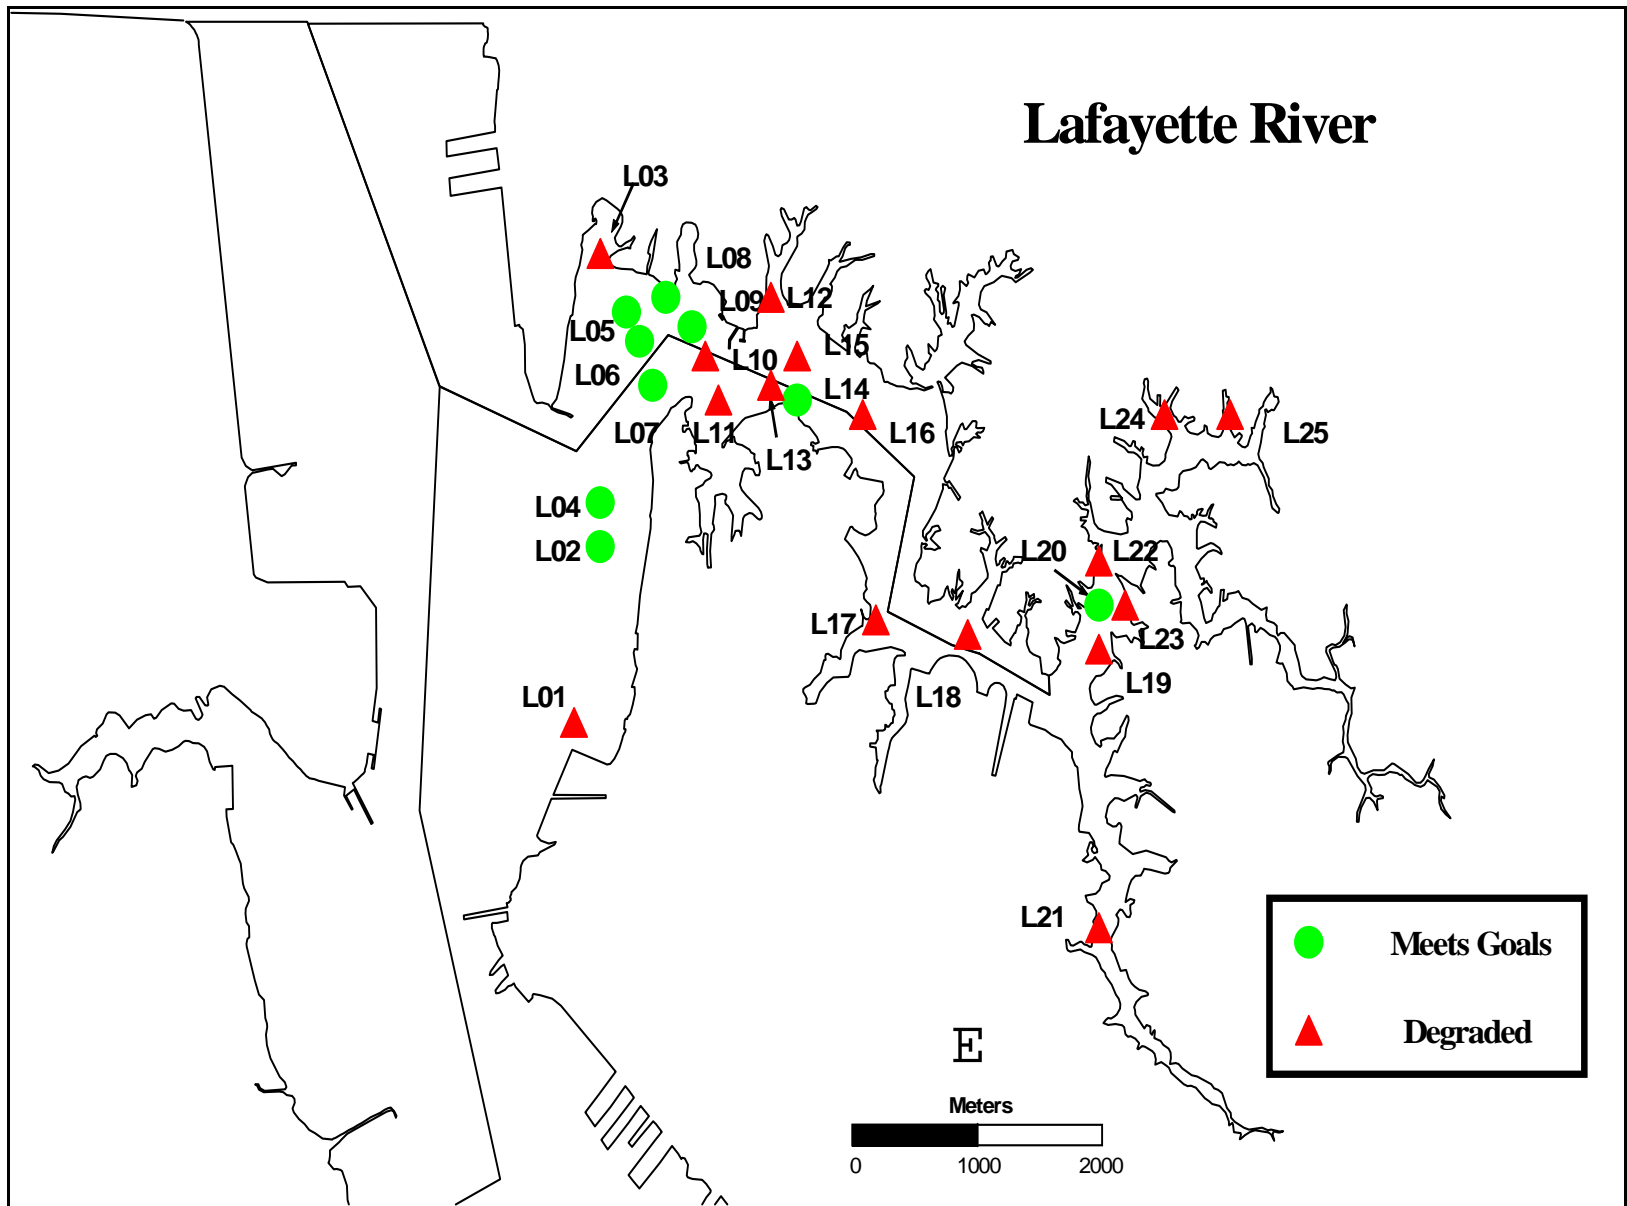 Lafayette River
L03
L08
L09
L12
L05
L10
L15
L06
L14
L07
L11
L16
L13
L24
L25
L04
L02
L20
L22
L17
L23
L19
L01
L18
L21
Meets Goals
Degraded
E
Meters
0
1000
2000